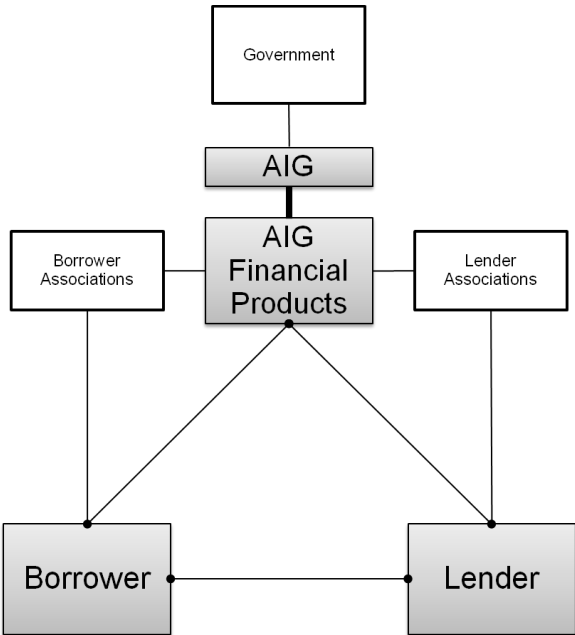 Government
AIG
AIG
Financial
Products
Borrower
Associations
Lender
Associations
Borrower
Lender